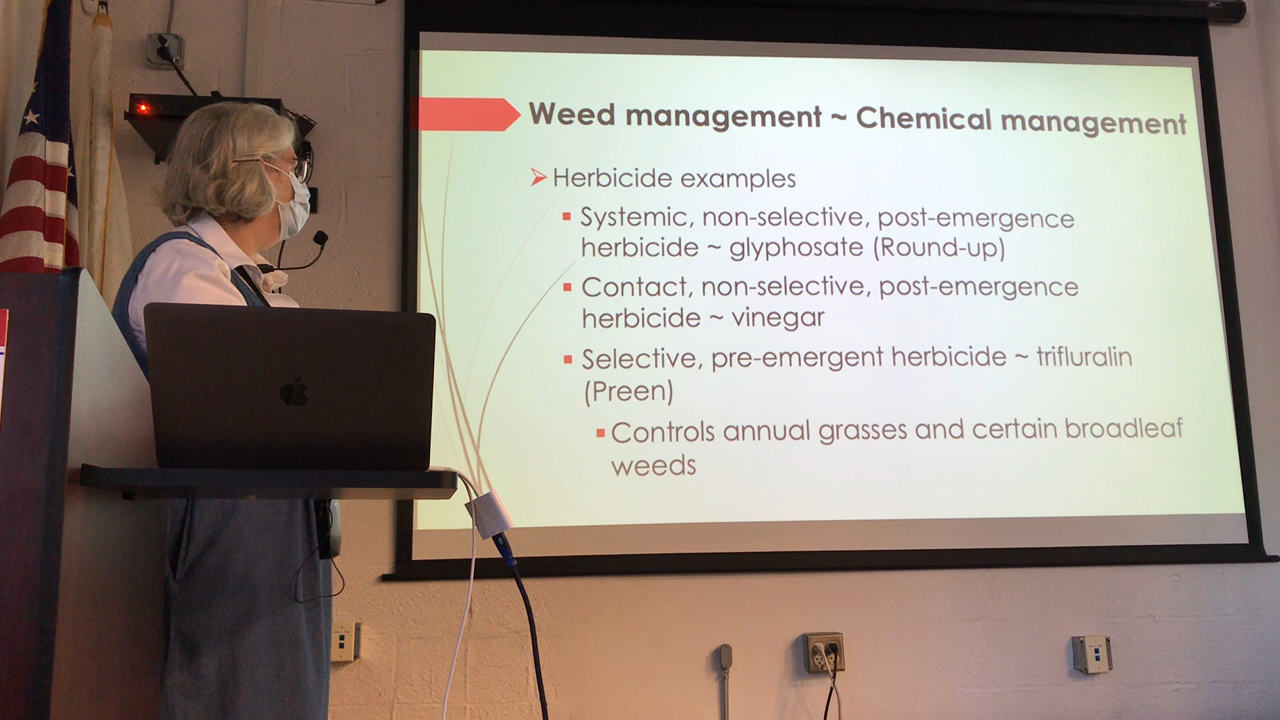 Weed management ~ Chemical management
Herbicide examples
Systemic, non-selective, post-emergence
herbicide ~ glyphosate (Round-up)
Contact, non-selective, post-emergence
herbicide ~ vinegar
Selective, pre-emergent herbicide ~ trifluralin
(Preen)
Controls annual grasses and certain broadleaf
weeds